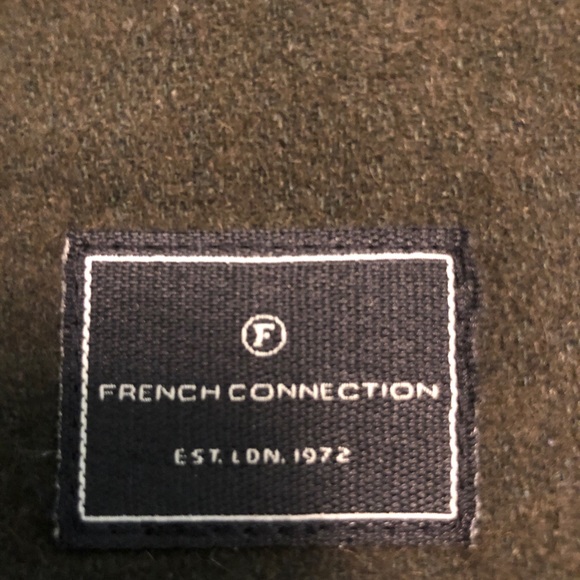 F
FRENCH CONNECTION
EST. LDN. 1972